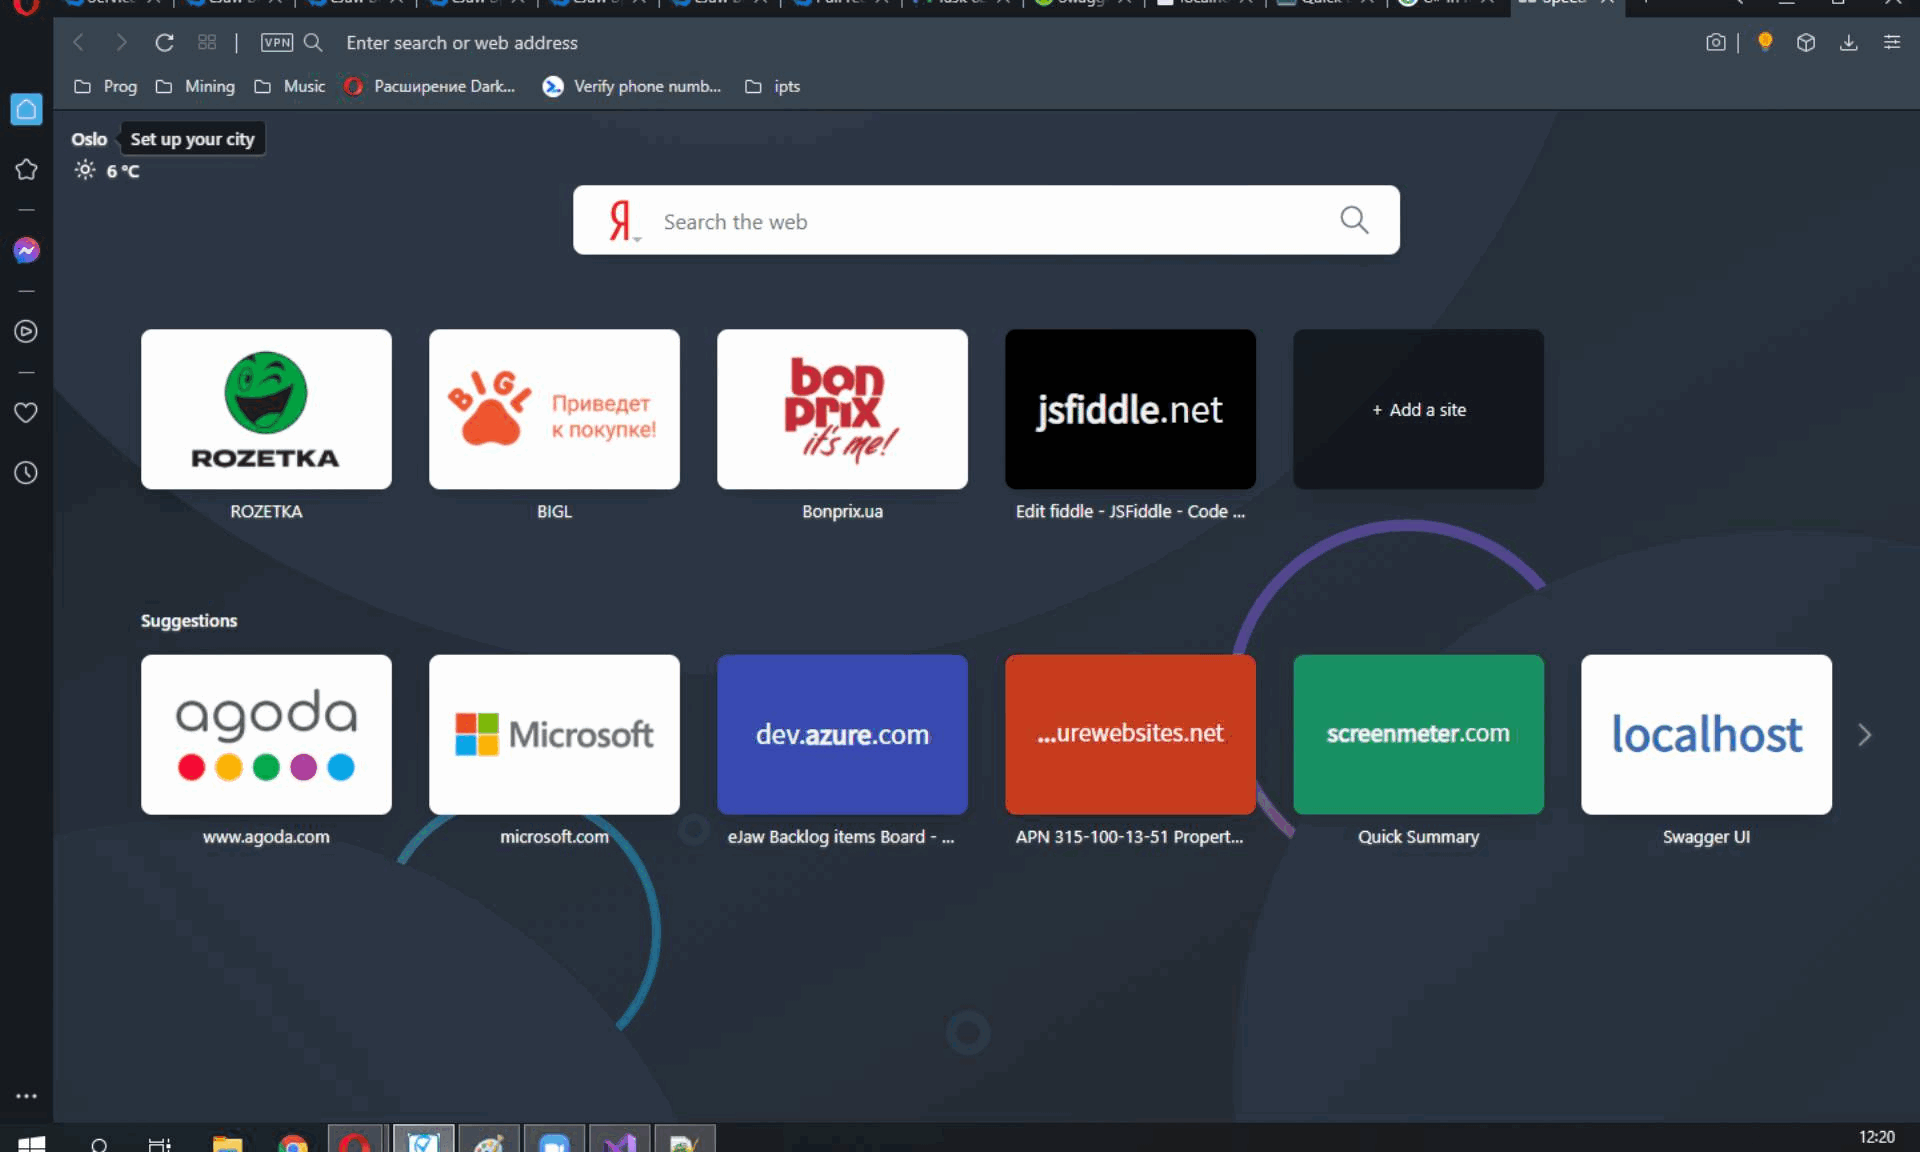 VPN
Enter search or web address
Prog
Mining
Music
Расширение Dark...
Verify phone numb...
ipts
Oslo
Set up your city
6 °C
Я
Search the web
ROZETKA
BIGL
Приведет
к покупке!
bon
prix
it's me!
jsfiddle.net
+ Add a site
ROZETKA
BIGL
Bonprix.ua
Edit fiddle - JSFiddle - Code ...
Suggestions
agoda
Microsoft
dev.azure.com
...urewebsites.net
screenmeter.com
localhost
www.agoda.com
microsoft.com
eJaw Backlog items Board - ...
APN 315-100-13-51 Propert...
Quick Summary
Swagger UI
12:20